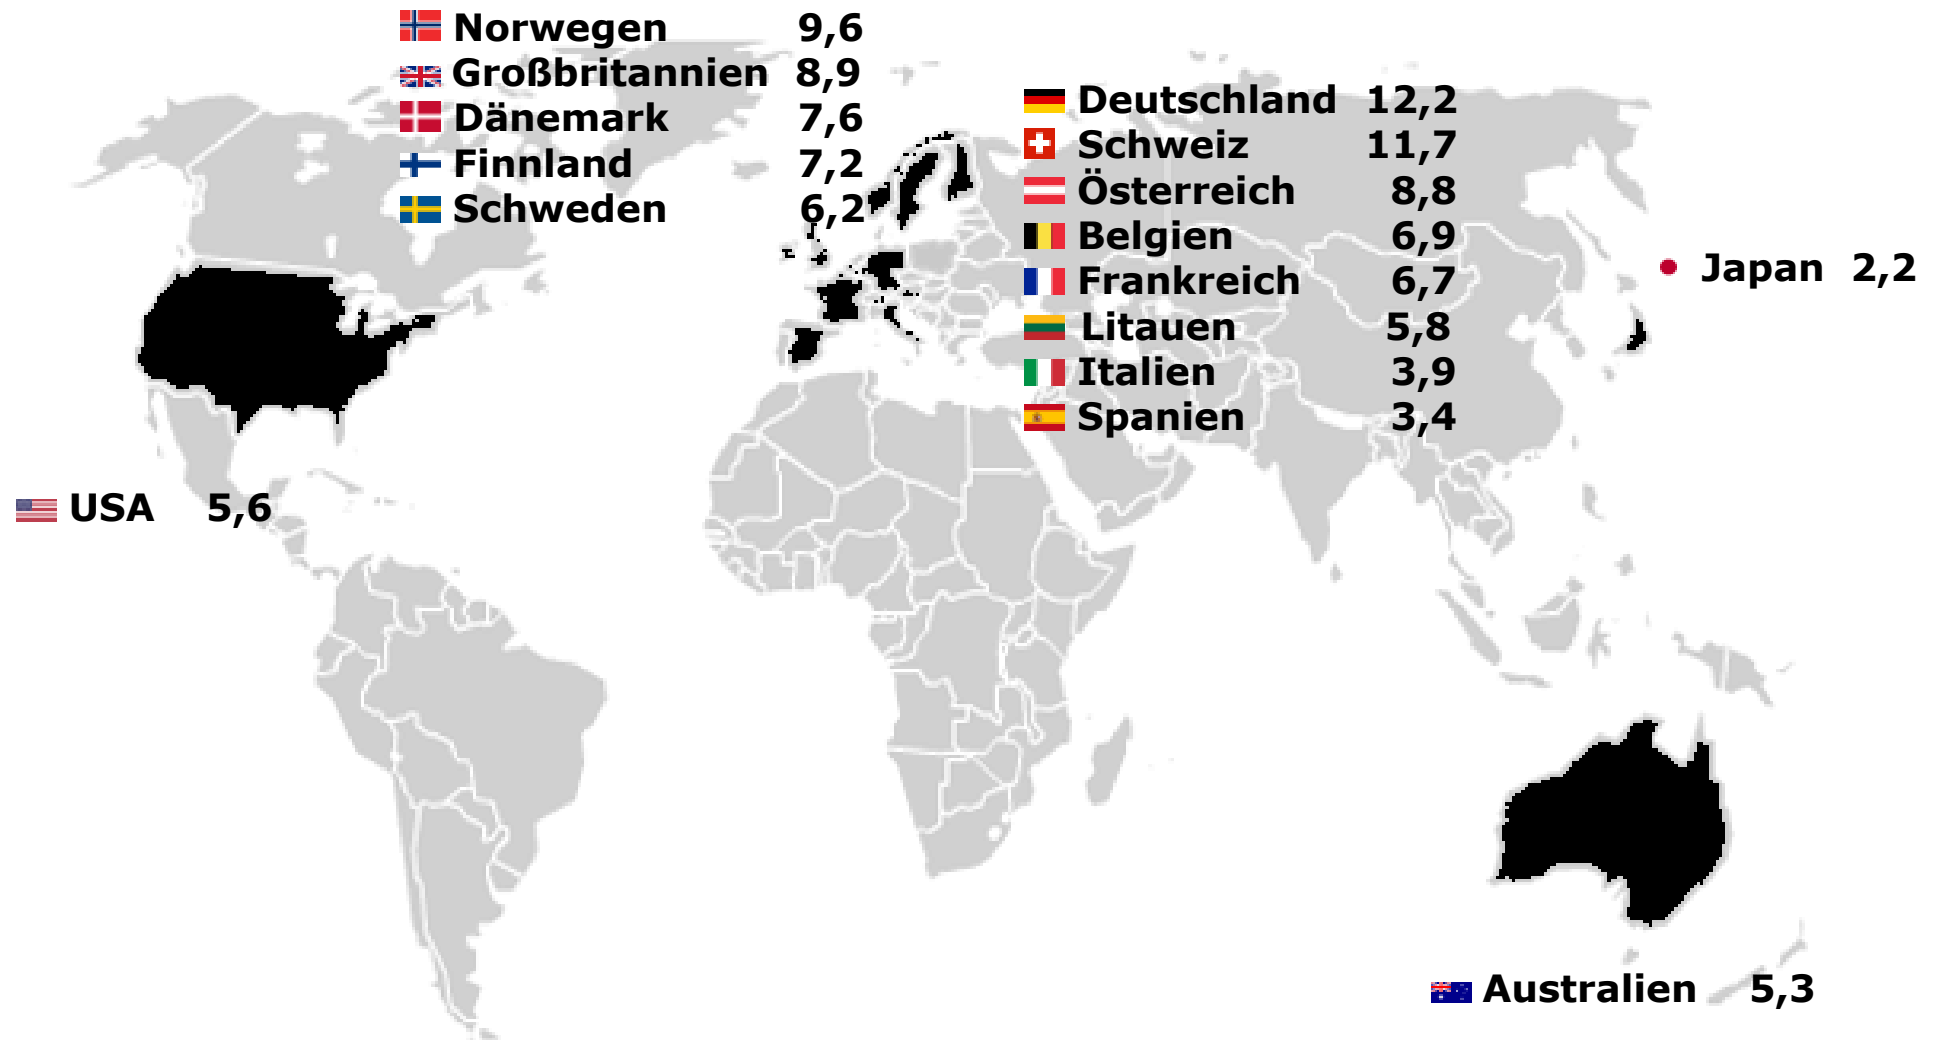 Norwegen 9,6
Großbritannien 8,9
Dänemark 7,6
Finnland 7,2
Schweden 6,2
Deutschland 12,2
Schweiz 11,7
Österreich 8,8
Belgien 6,9
Frankreich 6,7
Litauen 5,8
Italien 3,9
Spanien 3,4
Japan 2,2
USA 5,6
Australien 5,3